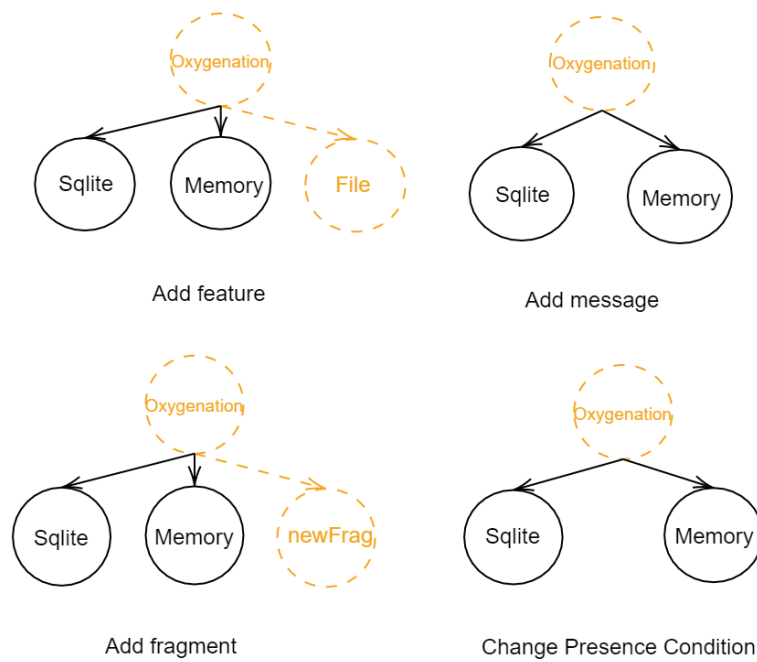 Oxygenation
Sqlite
Memory
File
Add feature
Oxygenation
Sqlite
Memory
Add message
Oxygenation
Sqlite
Memory
newFrag
Add fragment
Oxygenation
Sqlite
Memory
Change Presence Condition